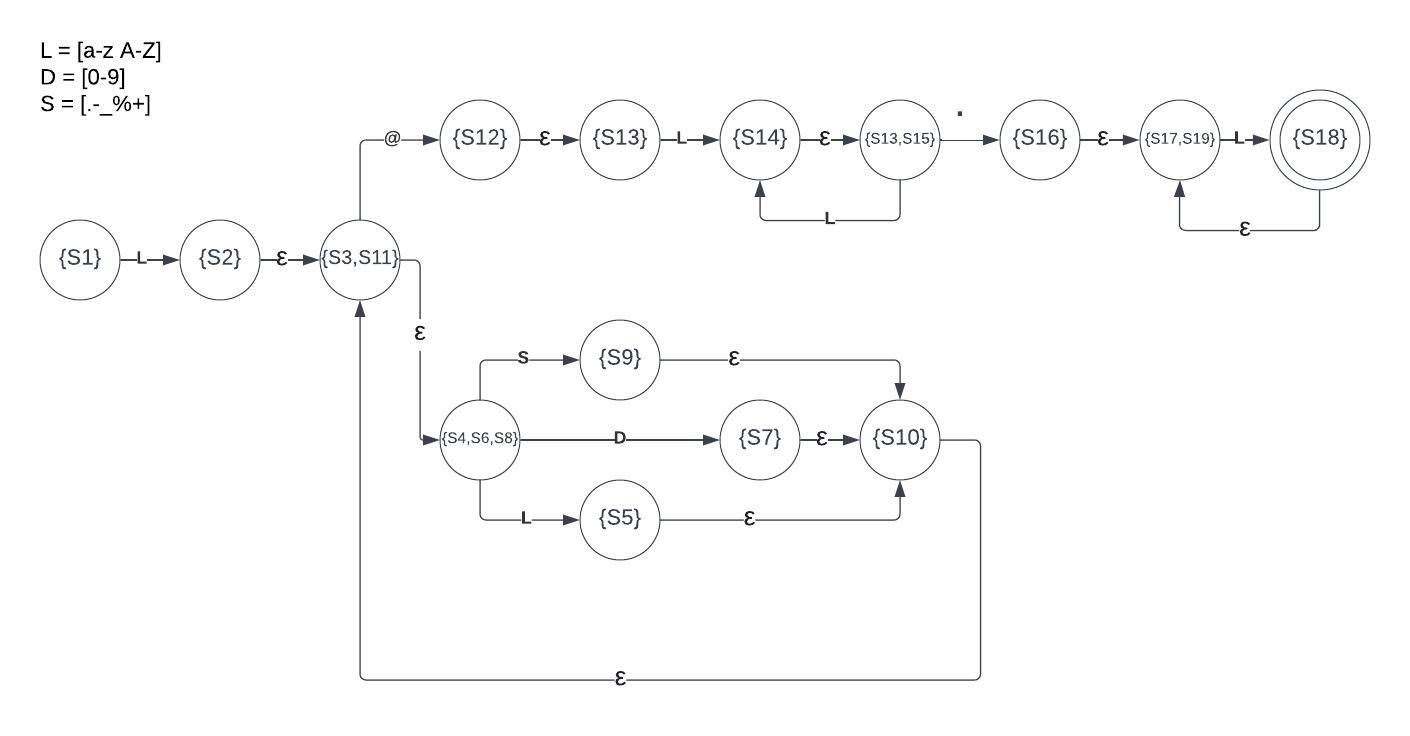 L = [a-z A-Z]
D = [0-9]
S = [.-_%+]
@
{S12}
ε
{S13}
L
{S14}
ε
{S13,S15}
.
{S16}
ε
{S17,S19}
L
{S18}
L
ε
{S1}
L
{S2}
ε
{S3,S11}
ε
S
{S9}
ε
{S4,S6,S8}
D
{S7}
ε
{S10}
L
{S5}
ε
ε